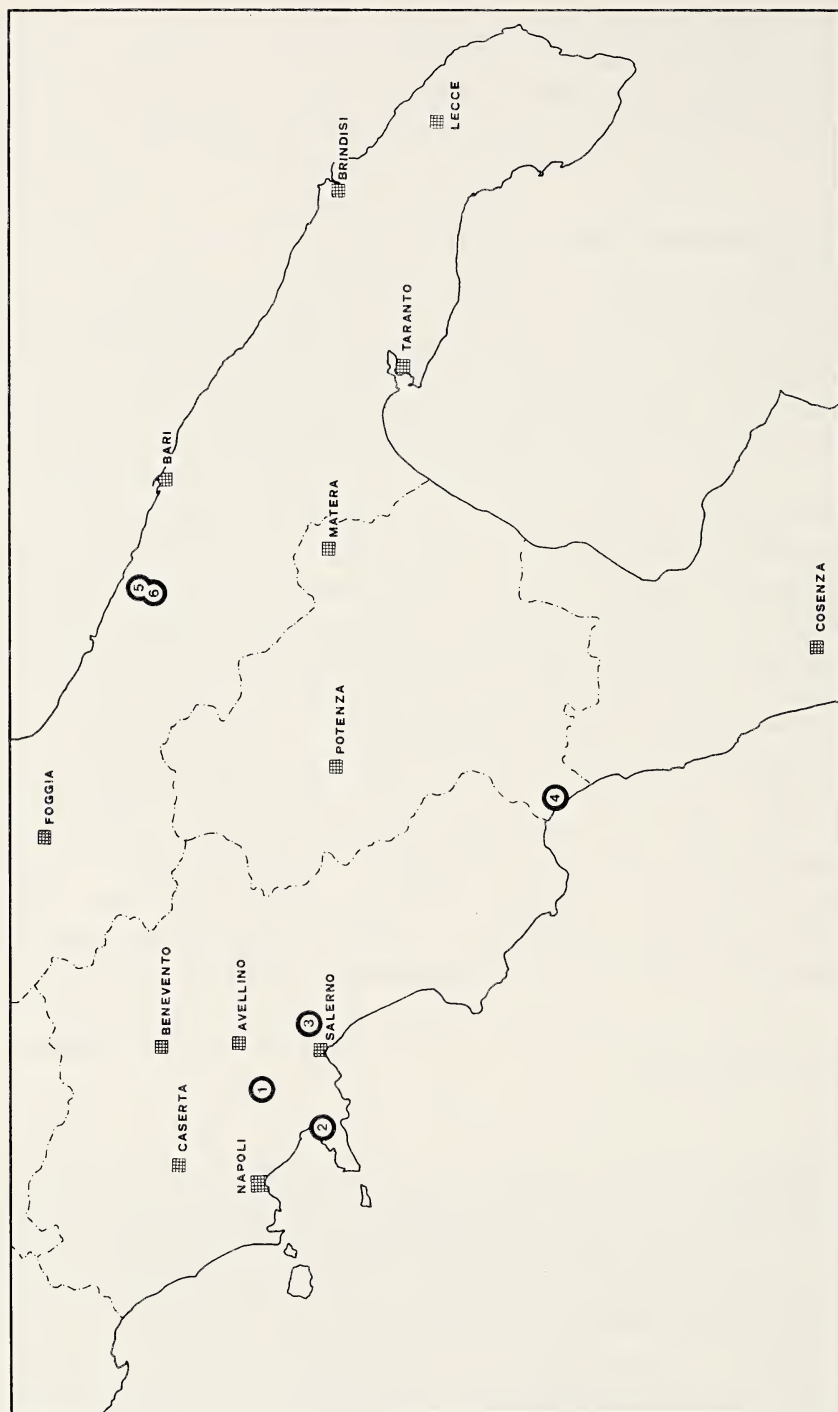 FOGGIA
BARI
5
6
BRINDISI
LECCE
TARANTO
MATERA
POTENZA
BENEVENTO
AVELLINO
CASERTA
NAPOLI
1
2
3
SALERNO
4
COSENZA